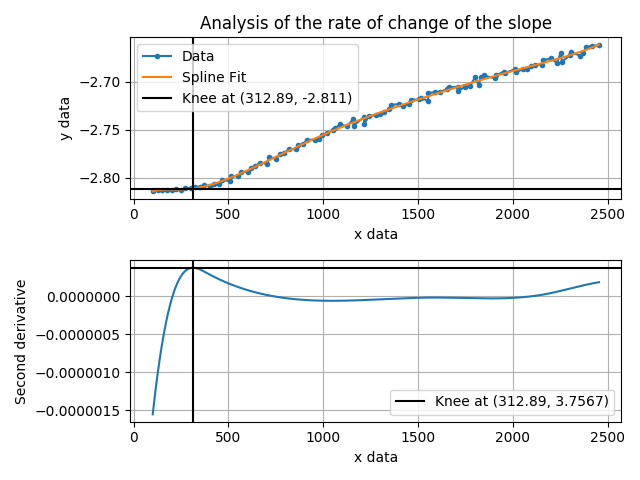 Analysis of the rate of change of the slope
y data
−2.70
−2.75
−2.80
Data
Spline Fit
Knee at (312.89, -2.811)
0 500 1000 1500 2000 2500
x data
Second derivative
0.0000000
−0.0000005
−0.0000010
−0.0000015
Knee at (312.89, 3.7567)
0 500 1000 1500 2000 2500
x data